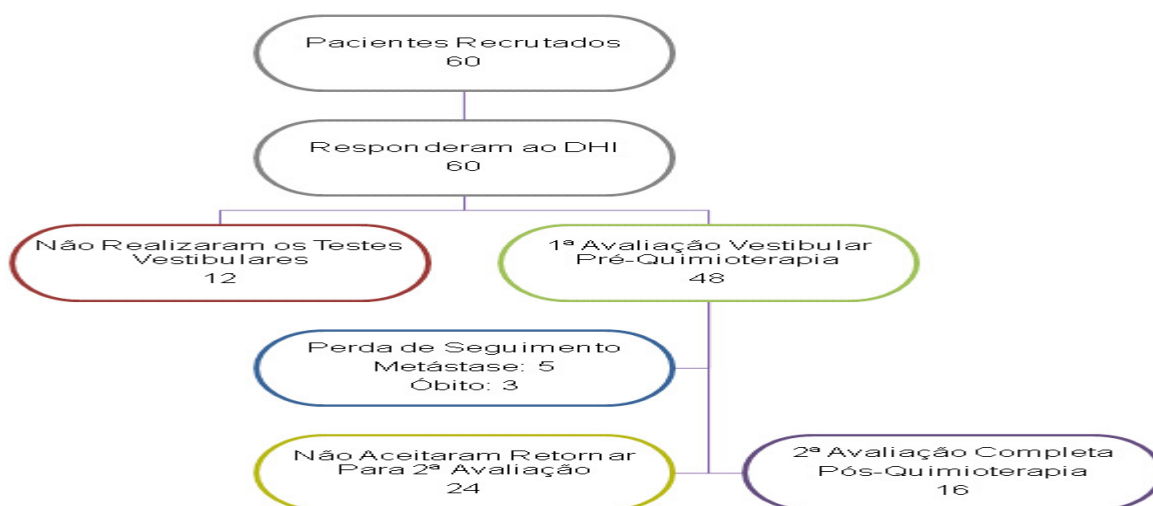 Pacientes Recrutados
60
Responderam ao DHI
60
Não Realizaram os Testes
Vestibulares
12
1ª Avaliação Vestibular
Pré-Quimioterapia
48
Perda de Seguimento
Metástase: 5
Óbito: 3
Não Aceitaram Retornar
Para 2ª Avaliação
24
2ª Avaliação Completa
Pós-Quimioterapia
16